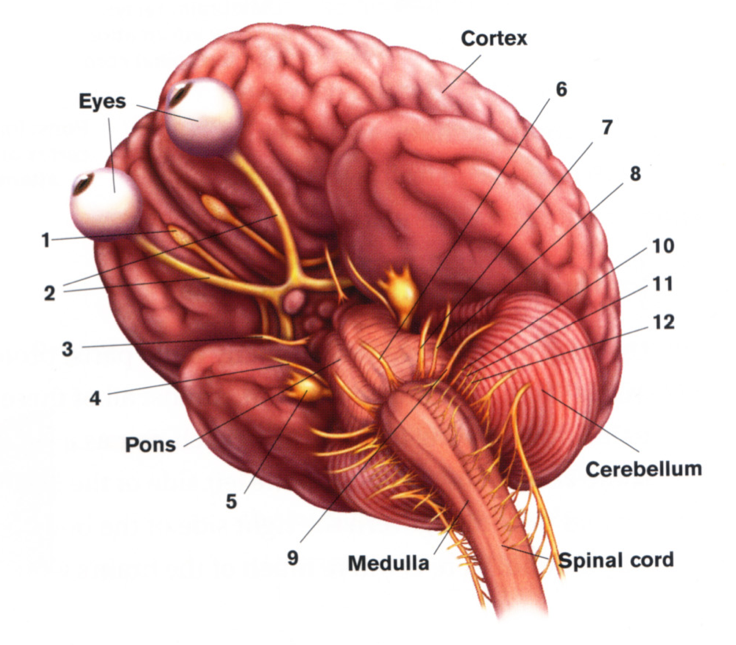 Cortex
6
Eyes
7
8
1
10
2
11
12
3
4
Pons
Cerebellum
5
9
Medulla
Spinal cord